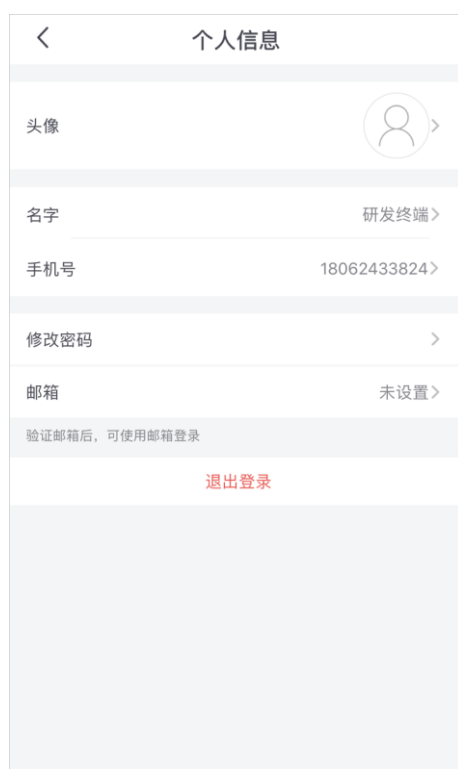 个人信息
头像
名字 研发终端
手机号 18062433824
修改密码
邮箱 未设置
验证邮箱后，可使用邮箱登录
退出登录